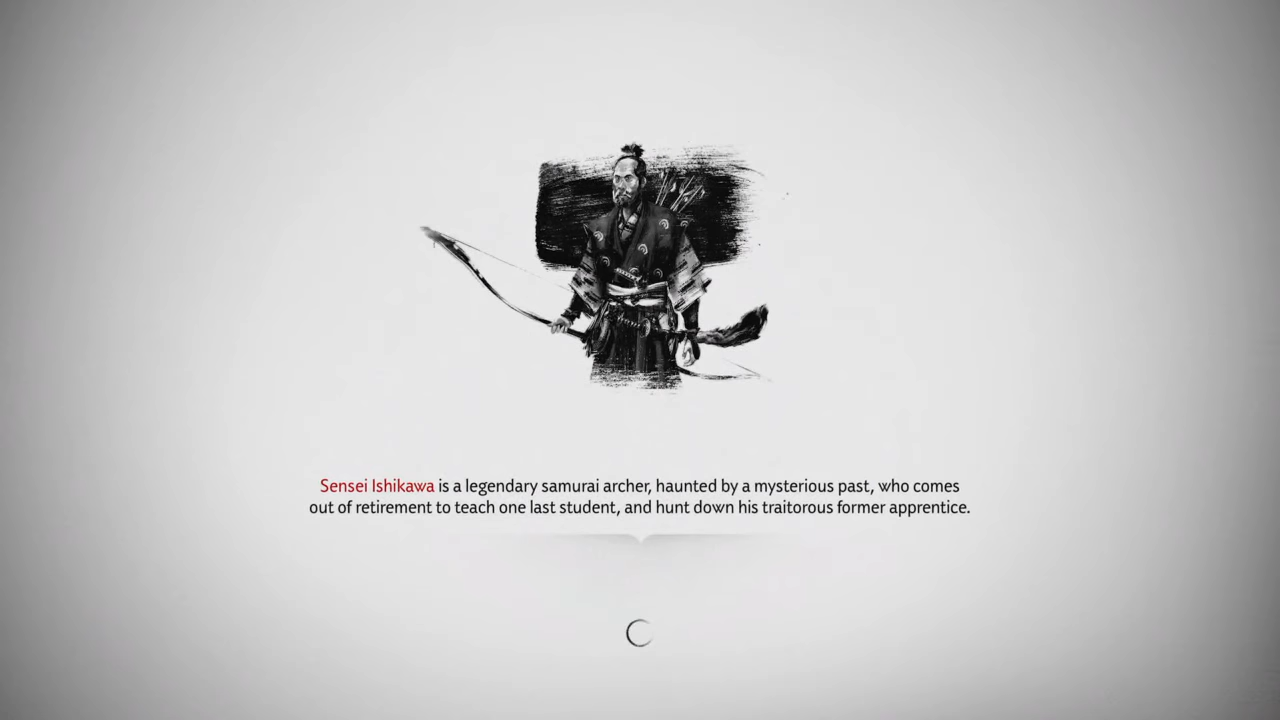 Sensei Ishikawa is a legendary samurai archer, haunted by a mysterious past, who comes
out of retirement to teach one last student, and hunt down his traitorous former apprentice.